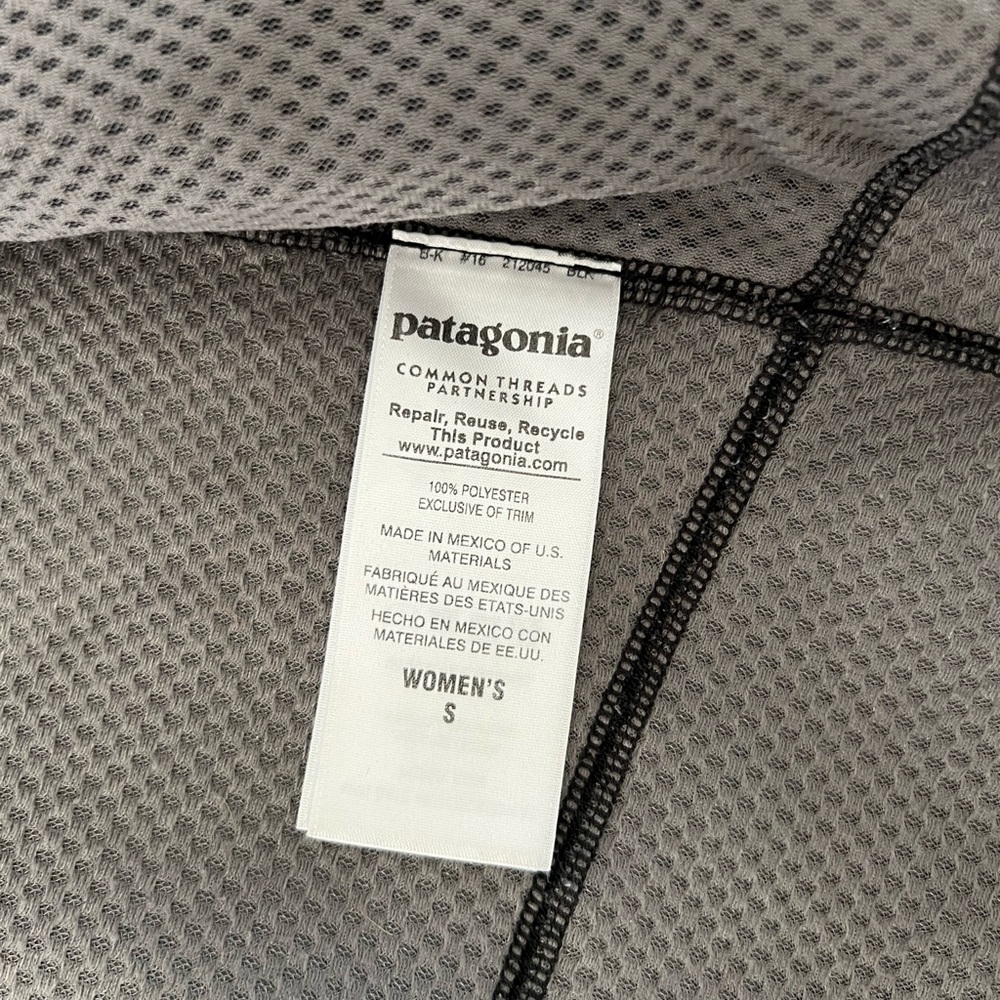 B-K #16 212045 BLK
patagonia®
COMMON THREADS
PARTNERSHIP
Repair, Reuse, Recycle
This Product
www.patagonia.com
100% POLYESTER
EXCLUSIVE OF TRIM
MADE IN MEXICO OF U.S.
MATERIALS
FABRIQUÉ AU MEXIQUE DES
MATIÈRES DES ETATS-UNIS
HECHO EN MEXICO CON
MATERIALES DE EE.UU.
WOMEN'S
S